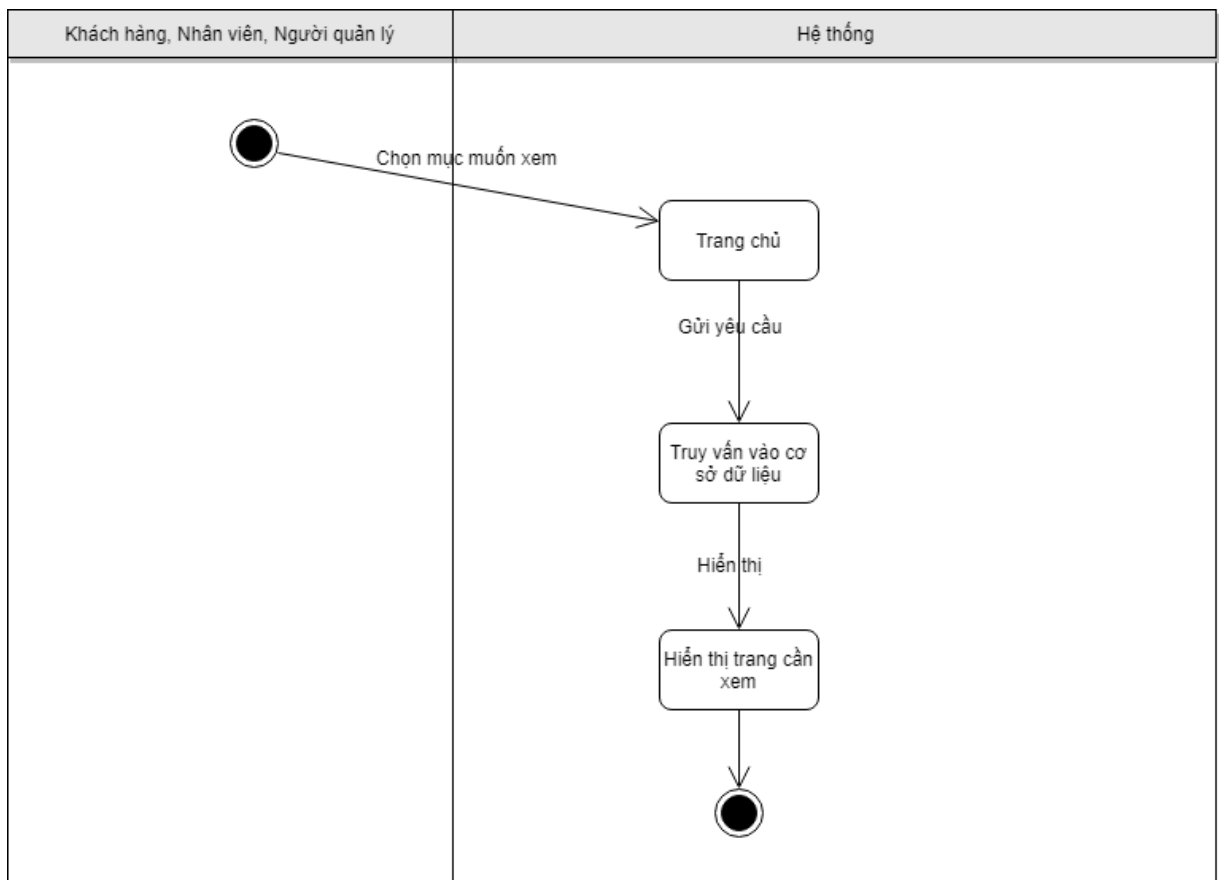 Khách hàng, Nhân viên, Người quản lý
Hệ thống
Chọn mục muốn xem
Trang chủ
Gửi yêu cầu
Truy vấn vào cơ
sở dữ liệu
Hiển thị
Hiển thị trang cần
xem